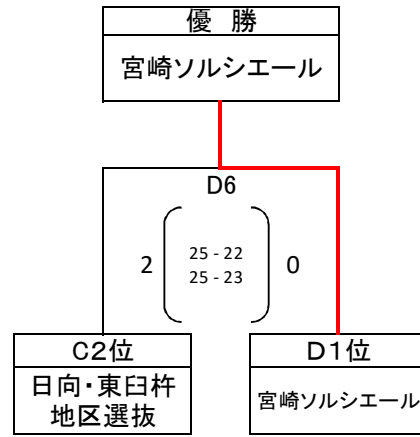 優　勝
宮崎ソルシエール
D6
2
25 - 22
25 - 23
0
C2位
日向・東臼杵
地区選抜
D1位
宮崎ソルシエール